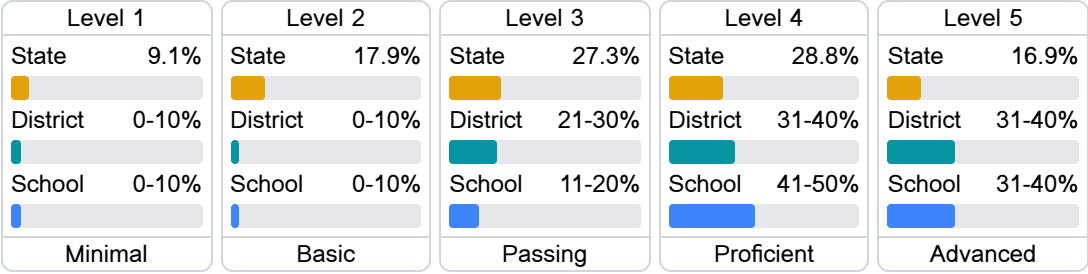 Level 1
State 9.1%
District 0-10%
School 0-10%
Minimal
Level 2
State 17.9%
District 0-10%
School 0-10%
Basic
Level 3
State 27.3%
District 21-30%
School 11-20%
Passing
Level 4
State 28.8%
District 31-40%
School 41-50%
Proficient
Level 5
State 16.9%
District 31-40%
School 31-40%
Advanced